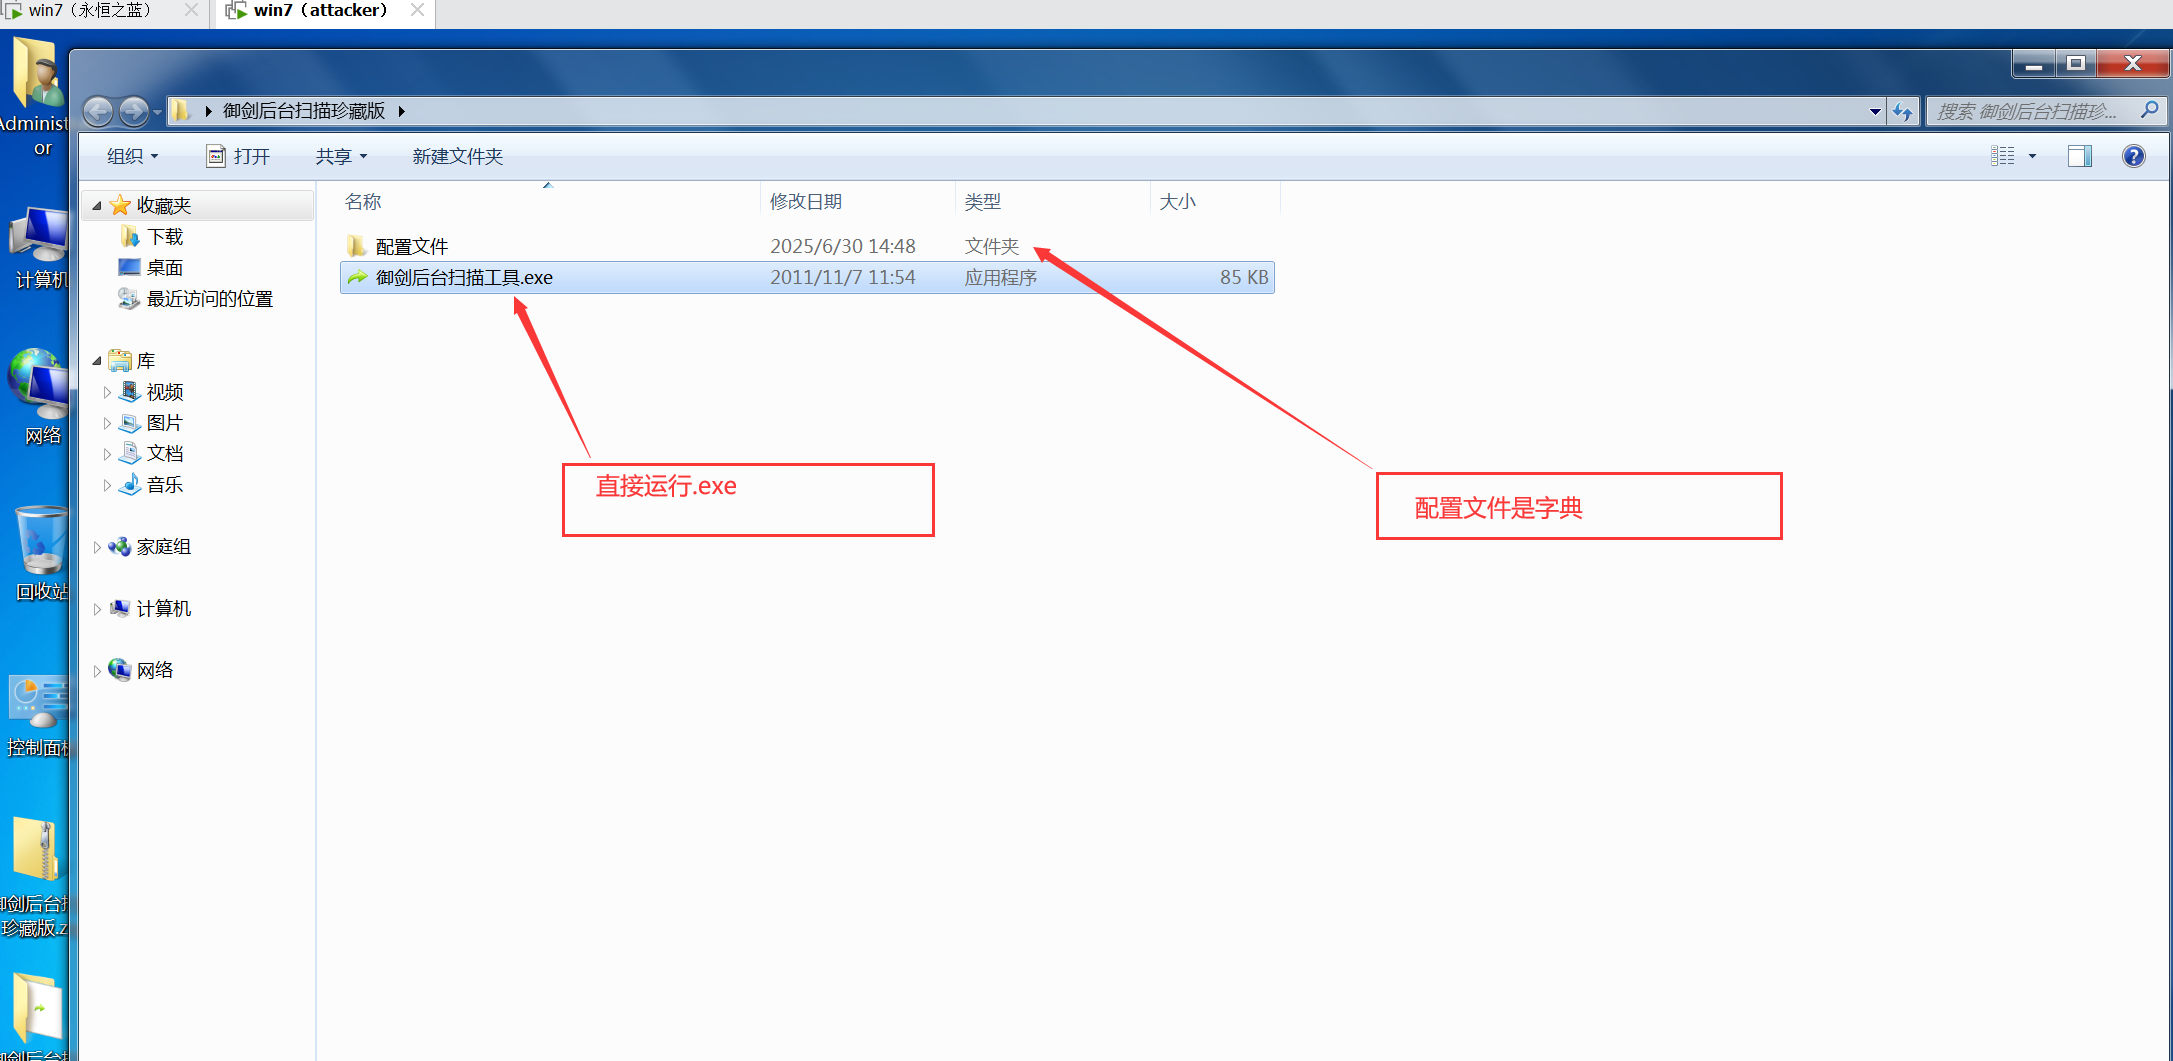 win7（永恒之蓝）
win7（attacker）
Administ
or
御剑后台扫描珍藏版
搜索 御剑后台扫描珍...
组织
打开
共享
新建文件夹
收藏夹
下载
桌面
最近访问的位置
库
视频
图片
文档
音乐
家庭组
计算机
网络
名称
修改日期
类型
大小
配置文件
2025/6/30 14:48
文件夹
御剑后台扫描工具.exe
2011/11/7 11:54
应用程序
85 KB
直接运行.exe
配置文件是字典
计算机
网络
回收站
控制面板
御剑后台扫
珍藏版.z
御剑后台扫